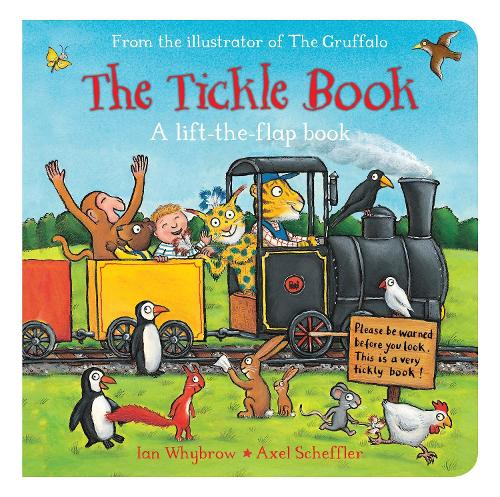 From the illustrator of The Gruffalo
The Tickle Book
A lift-the-flap book
Please be warned
before you look.
This is a very
tickly book!
Ian Whybrow ★ Axel Scheffler